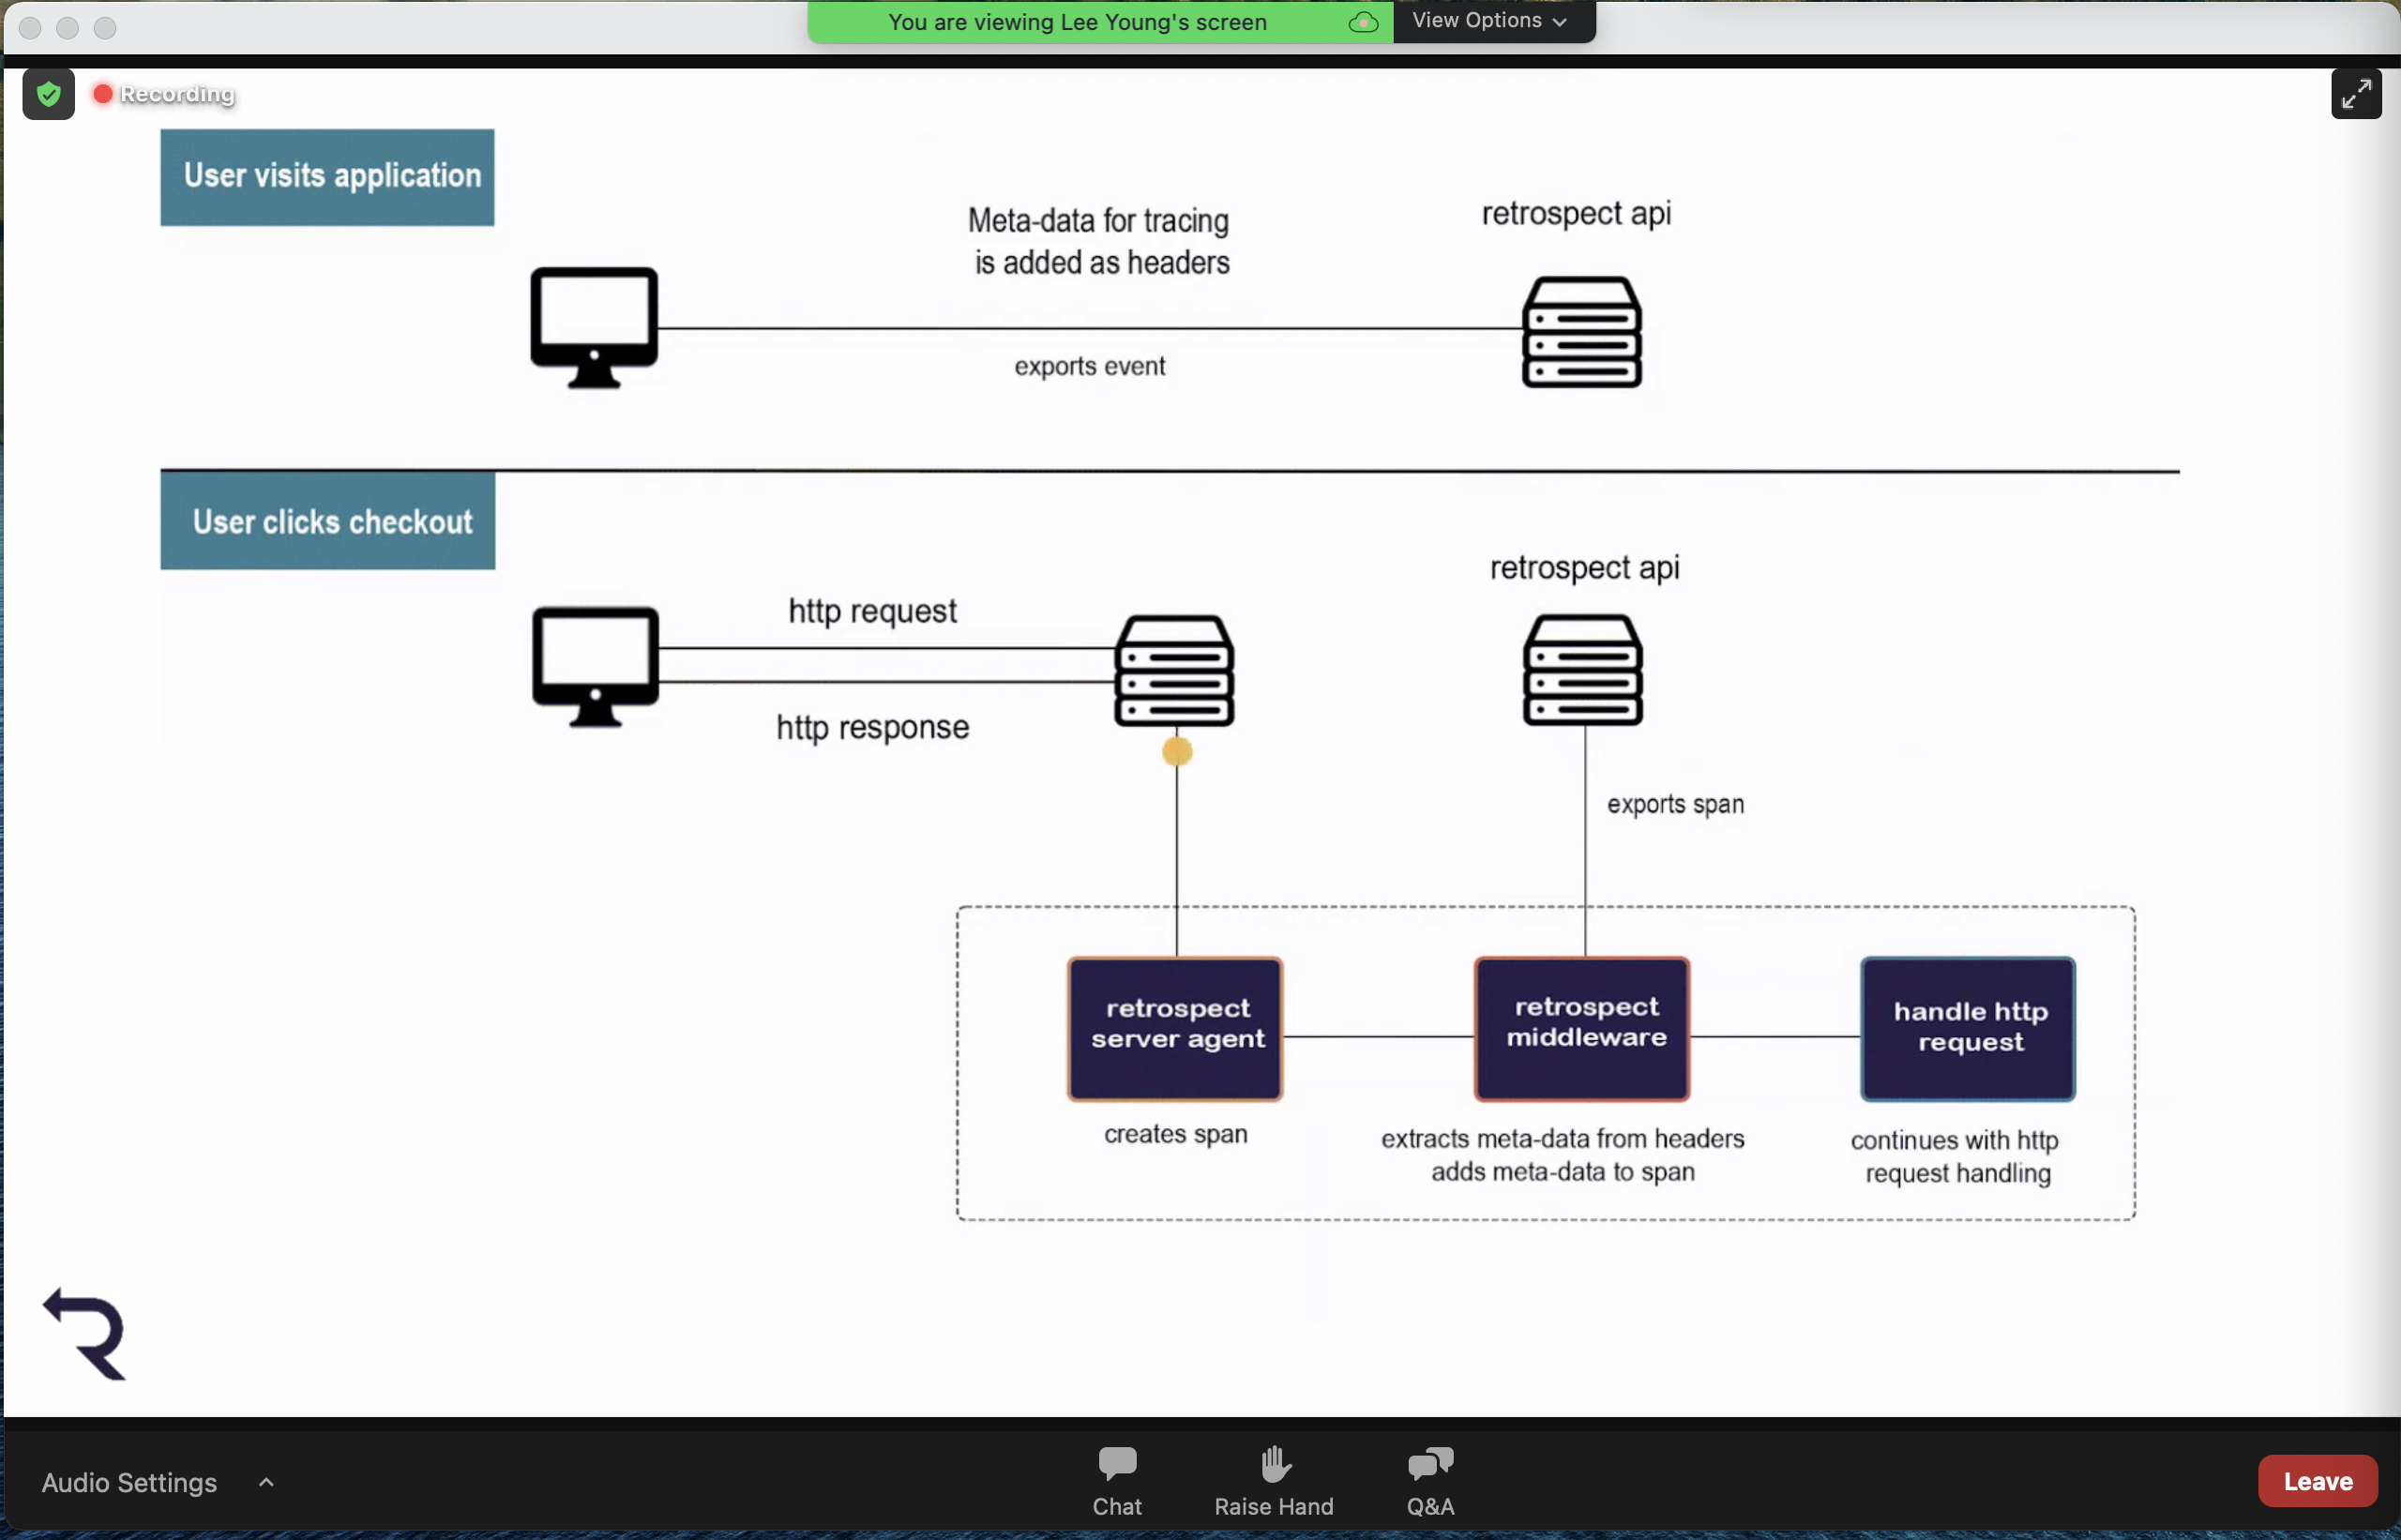 You are viewing Lee Young's screen
View Options
Recording
User visits application
Meta-data for tracing
is added as headers
retrospect api
exports event
User clicks checkout
retrospect api
http request
http response
exports span
retrospect
server agent
retrospect
middleware
handle http
request
creates span
extracts meta-data from headers
adds meta-data to span
continues with http
request handling
Audio Settings
Chat
Raise Hand
Q&A
Leave